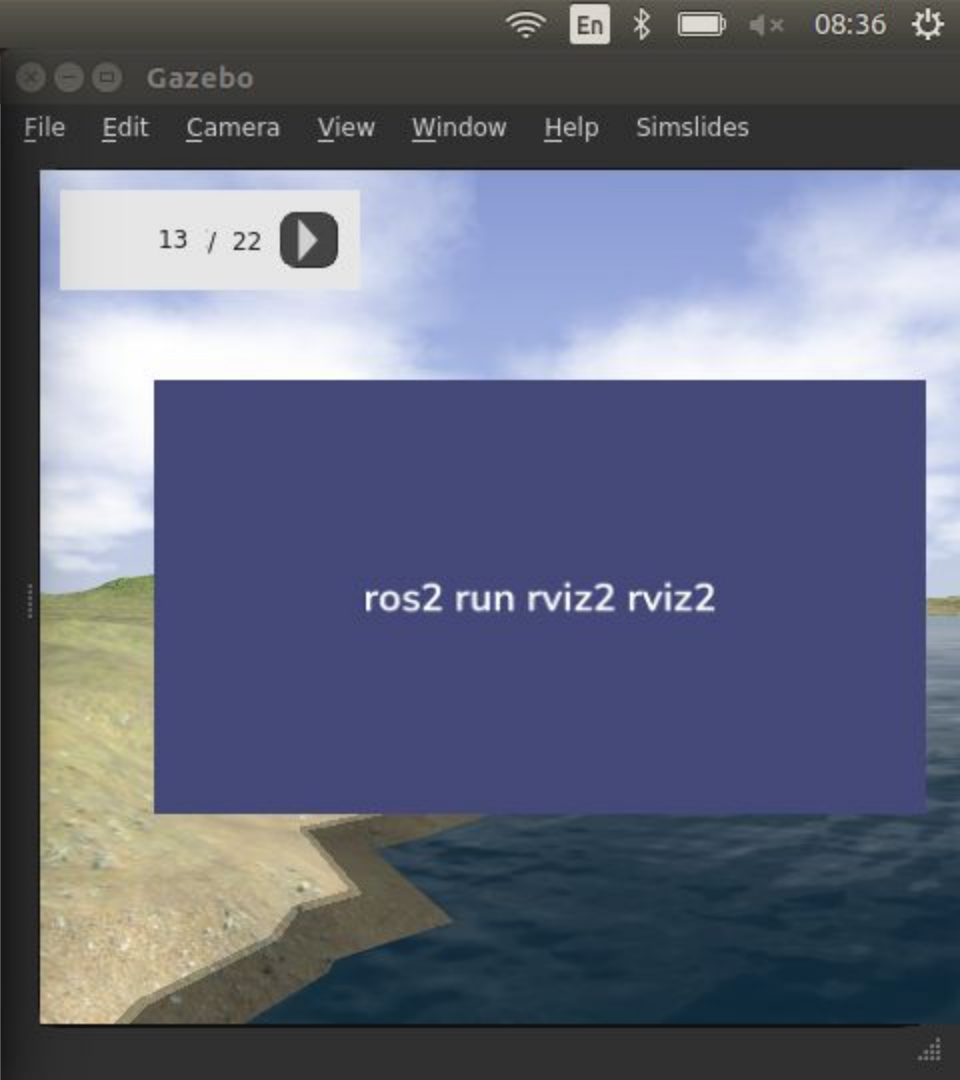 En 08:36
Gazebo
File Edit Camera View Window Help Simslides
13 / 22
ros2 run rviz2 rviz2